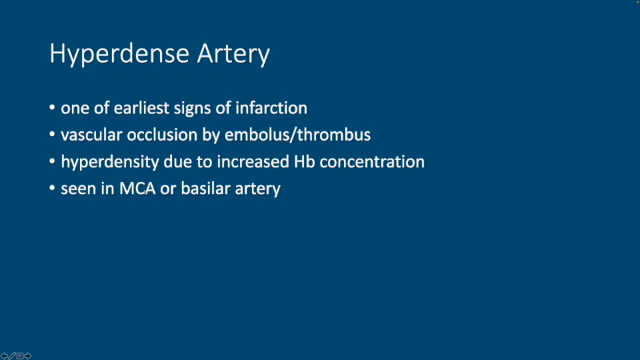 Hyperdense Artery
• one of earliest signs of infarction
• vascular occlusion by embolus/thrombus
• hyperdensity due to increased Hb concentration
• seen in MCA or basilar artery